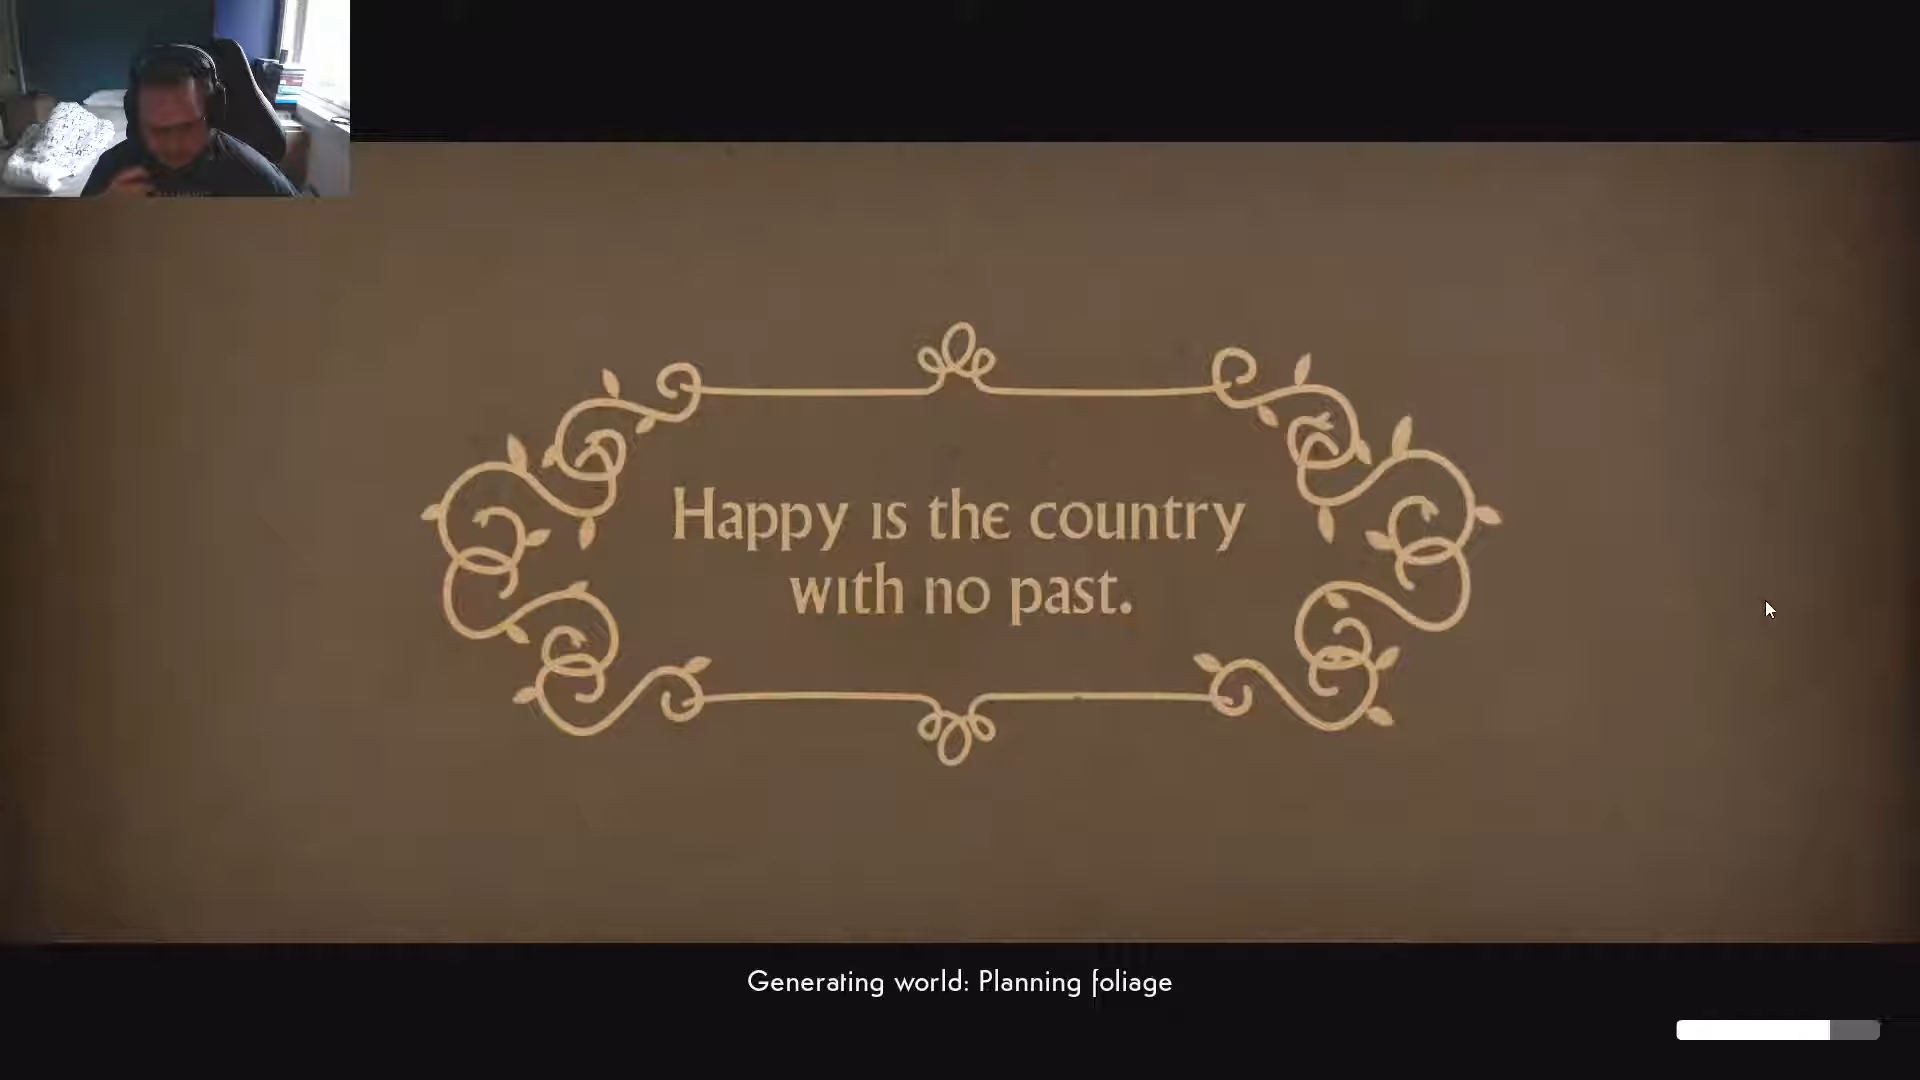 Happy is the country
with no past.
Generating world: Planning foliage